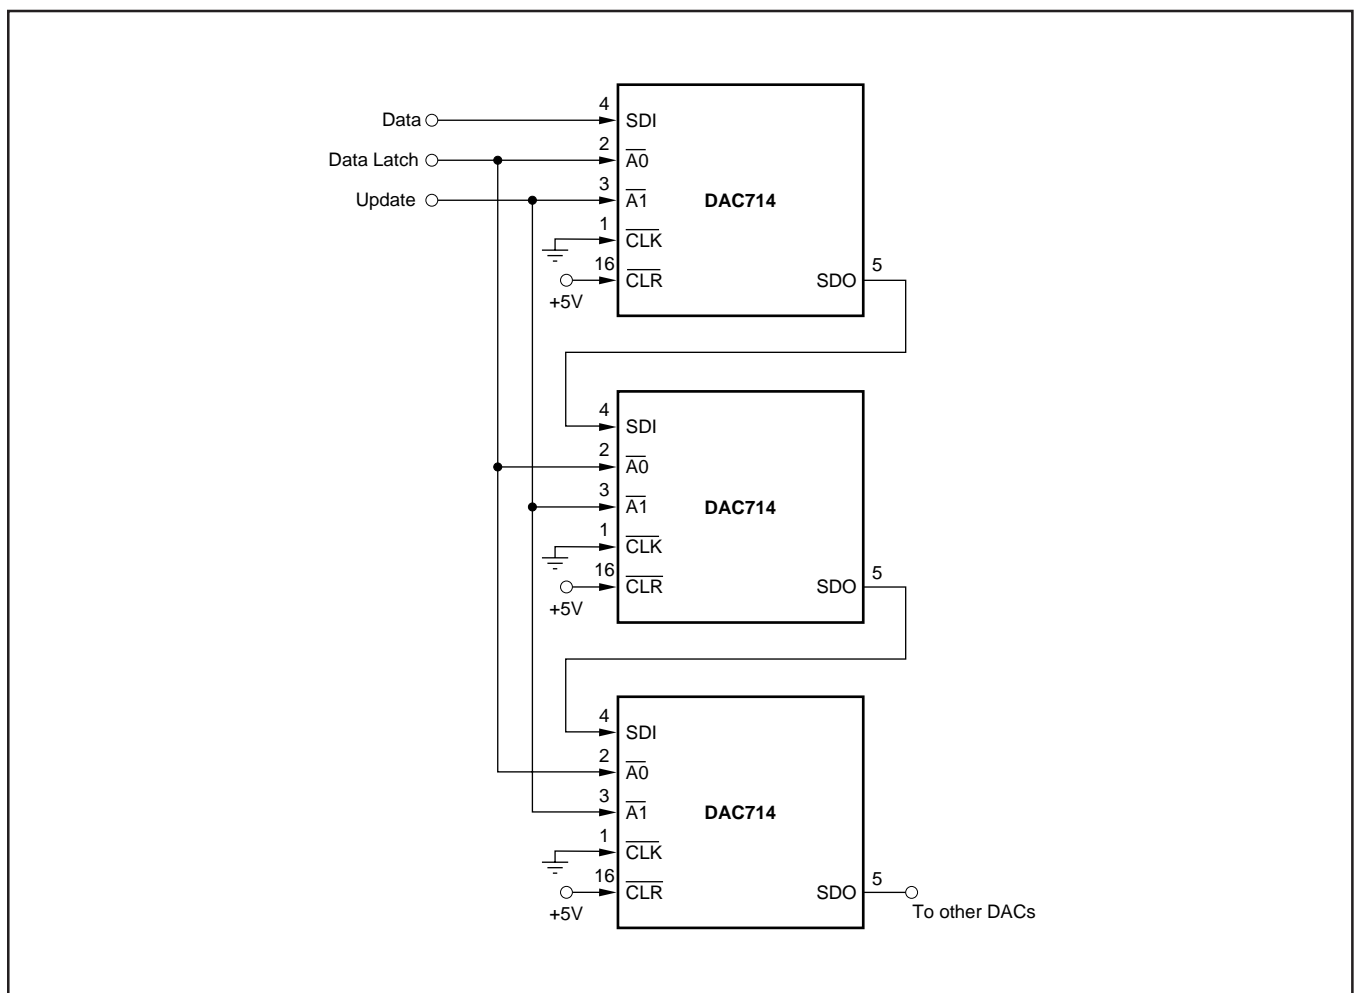 Data
4
SDI
Data Latch
2
A0
Update
3
A1
DAC714
1
CLK
16
CLR
+5V
SDO
5
4
SDI
2
A0
3
A1
DAC714
1
CLK
16
CLR
+5V
SDO
5
4
SDI
2
A0
3
A1
DAC714
1
CLK
16
CLR
+5V
SDO
5
To other DACs